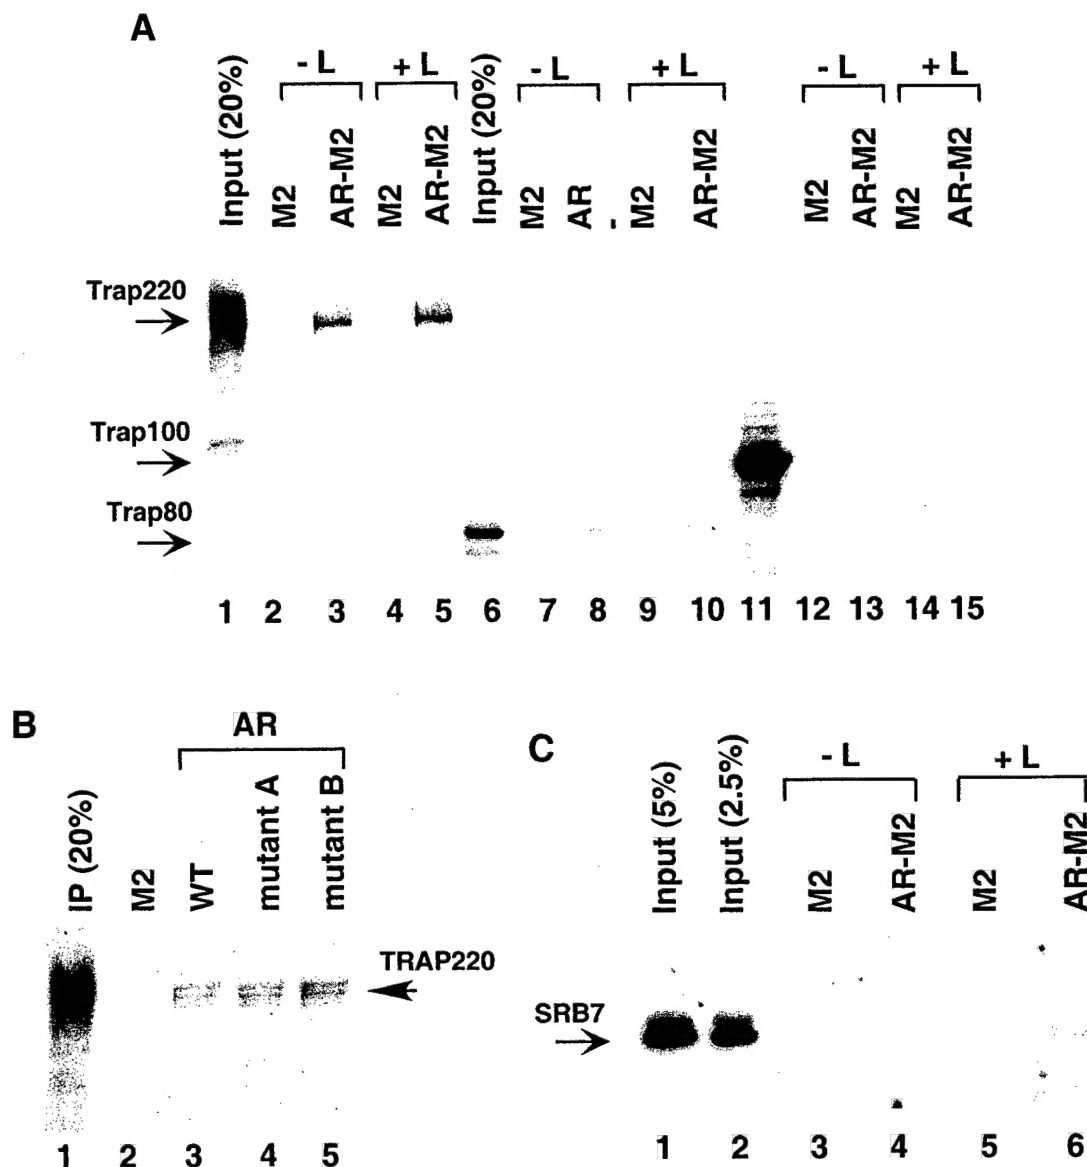 A
- L
+ L
- L
+ L
- L
+ L
Input (20%)
M2
AR-M2
M2
AR-M2
Input (20%)
M2
AR
-
M2
AR-M2
M2
AR-M2
M2
AR-M2
Trap220
Trap100
Trap80
1 2 3 4 5 6 7 8 9 10 11 12 13 14 15
B
AR
IP (20%)
M2
WT
mutant A
mutant B
TRAP220
1 2 3 4 5
C
- L
+ L
Input (5%)
Input (2.5%)
M2
AR-M2
M2
AR-M2
SRB7
1 2 3 4 5 6